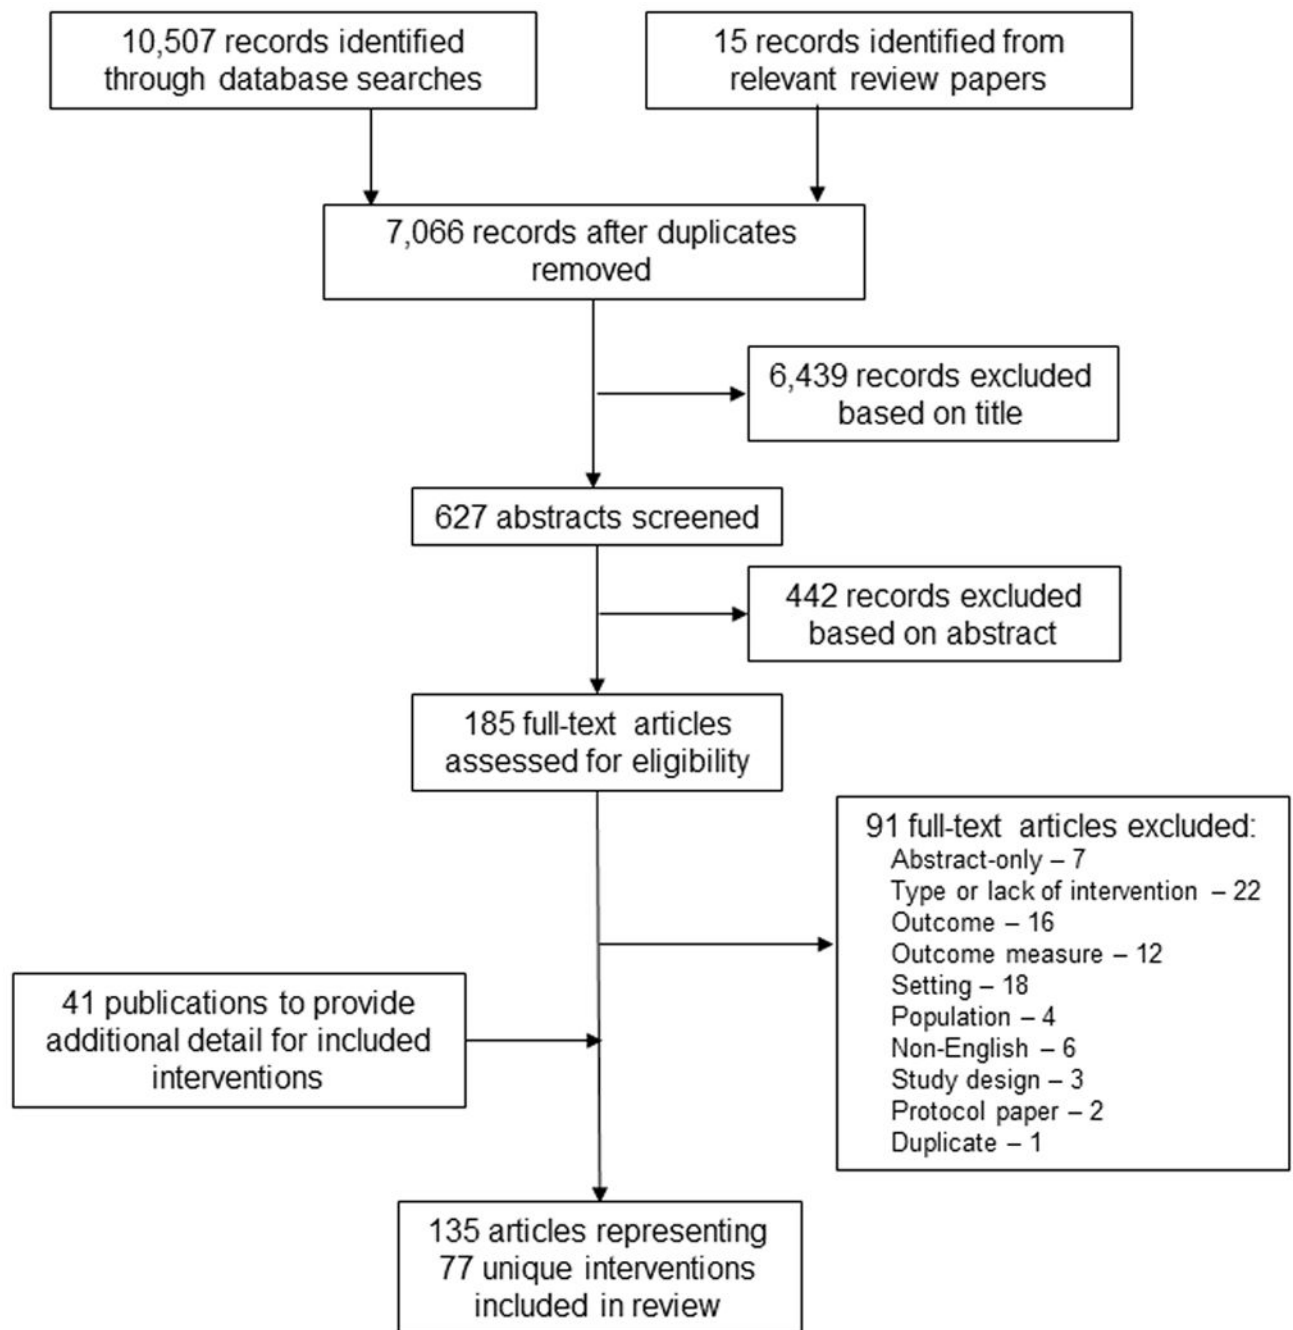 10,507 records identified
through database searches
15 records identified from
relevant review papers
7,066 records after duplicates
removed
6,439 records excluded
based on title
627 abstracts screened
442 records excluded
based on abstract
185 full-text articles
assessed for eligibility
91 full-text articles excluded:
Abstract-only – 7
Type or lack of intervention – 22
Outcome – 16
Outcome measure – 12
Setting – 18
Population – 4
Non-English – 6
Study design – 3
Protocol paper – 2
Duplicate – 1
41 publications to provide
additional detail for included
interventions
135 articles representing
77 unique interventions
included in review